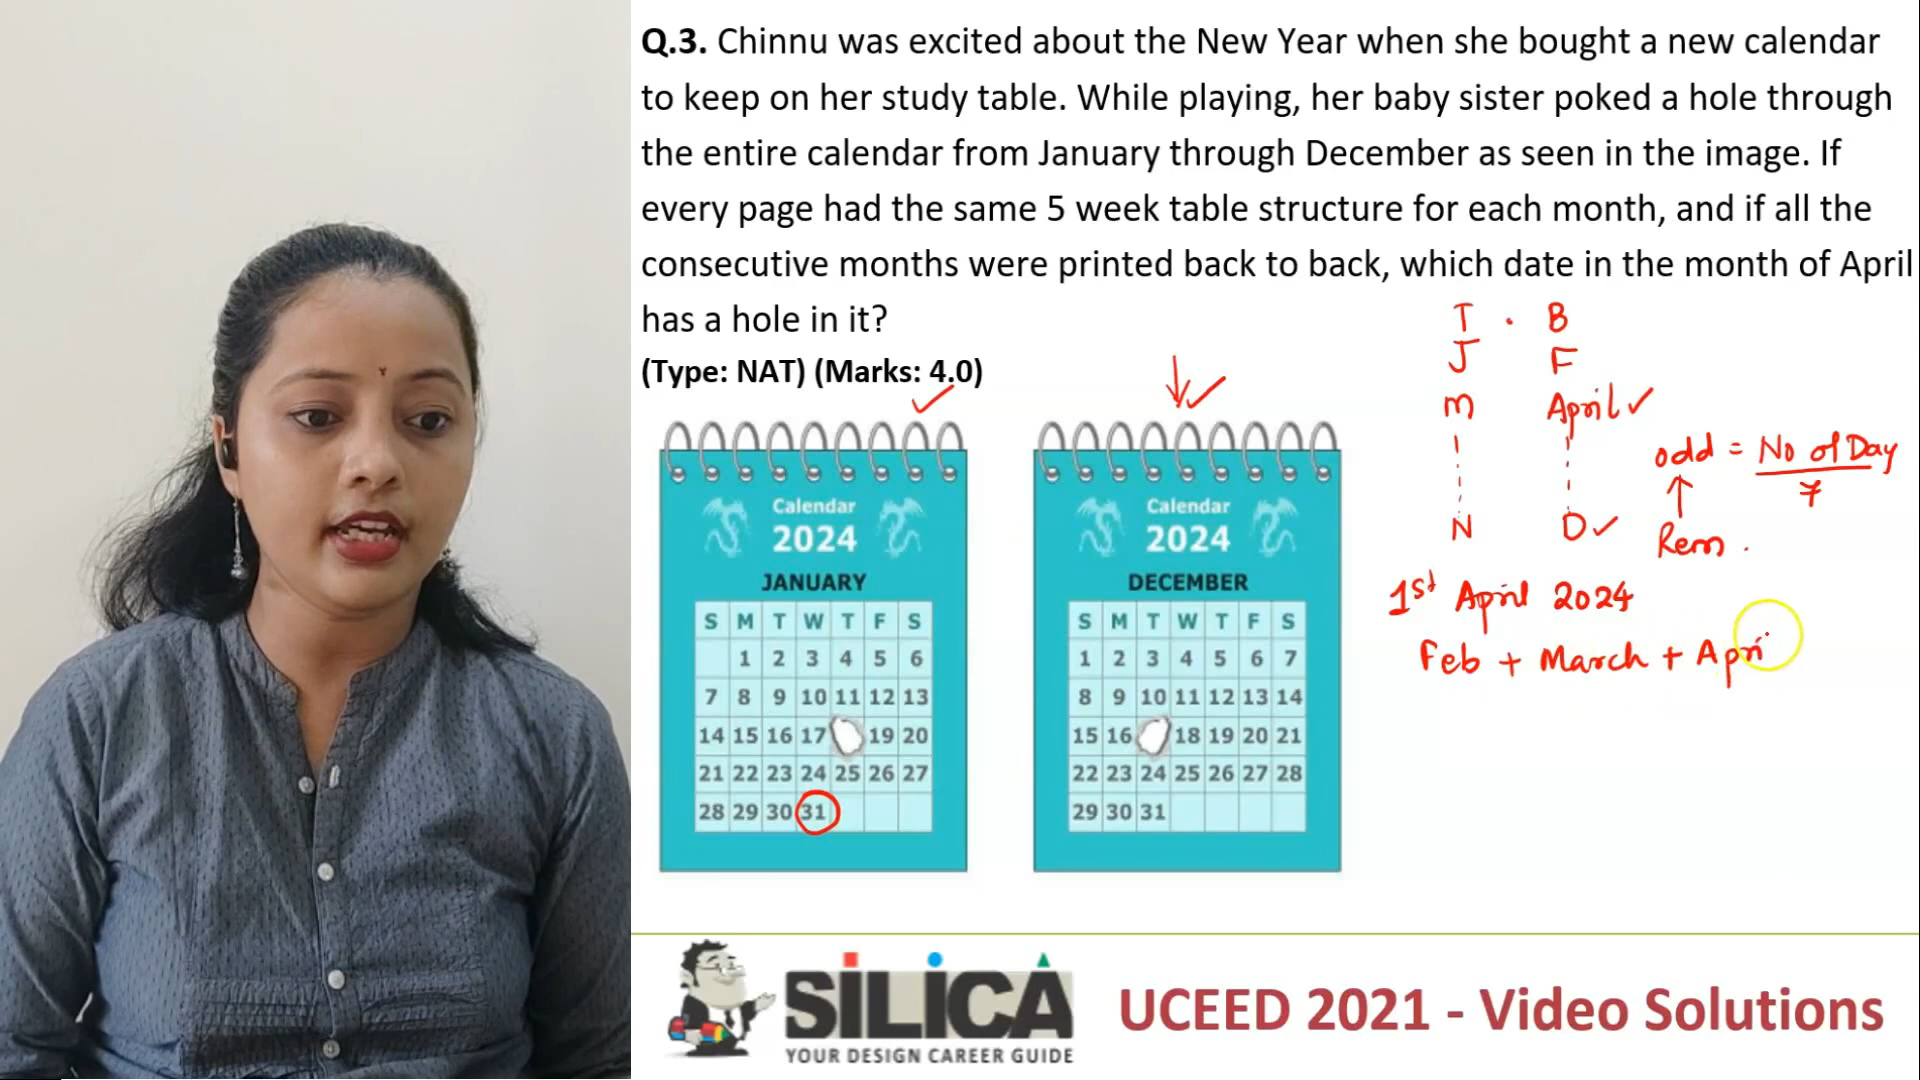 Q.3. Chinnu was excited about the New Year when she bought a new calendar
to keep on her study table. While playing, her baby sister poked a hole through
the entire calendar from January through December as seen in the image. If
every page had the same 5 week table structure for each month, and if all the
consecutive months were printed back to back, which date in the month of April
has a hole in it?
(Type: NAT) (Marks: 4.0)
T . B
J F
M April
N D
odd = No of Day
7
Rem .
1st April 2024
Feb + March + Apri
Calendar
2024
JANUARY
S M T W T F S
1 2 3 4 5 6
7 8 9 10 11 12 13
14 15 16 17 19 20
21 22 23 24 25 26 27
28 29 30 31
Calendar
2024
DECEMBER
S M T W T F S
1 2 3 4 5 6 7
8 9 10 11 12 13 14
15 16 18 19 20 21
22 23 24 25 26 27 28
29 30 31
SILICA
YOUR DESIGN CAREER GUIDE
UCEED 2021 - Video Solutions